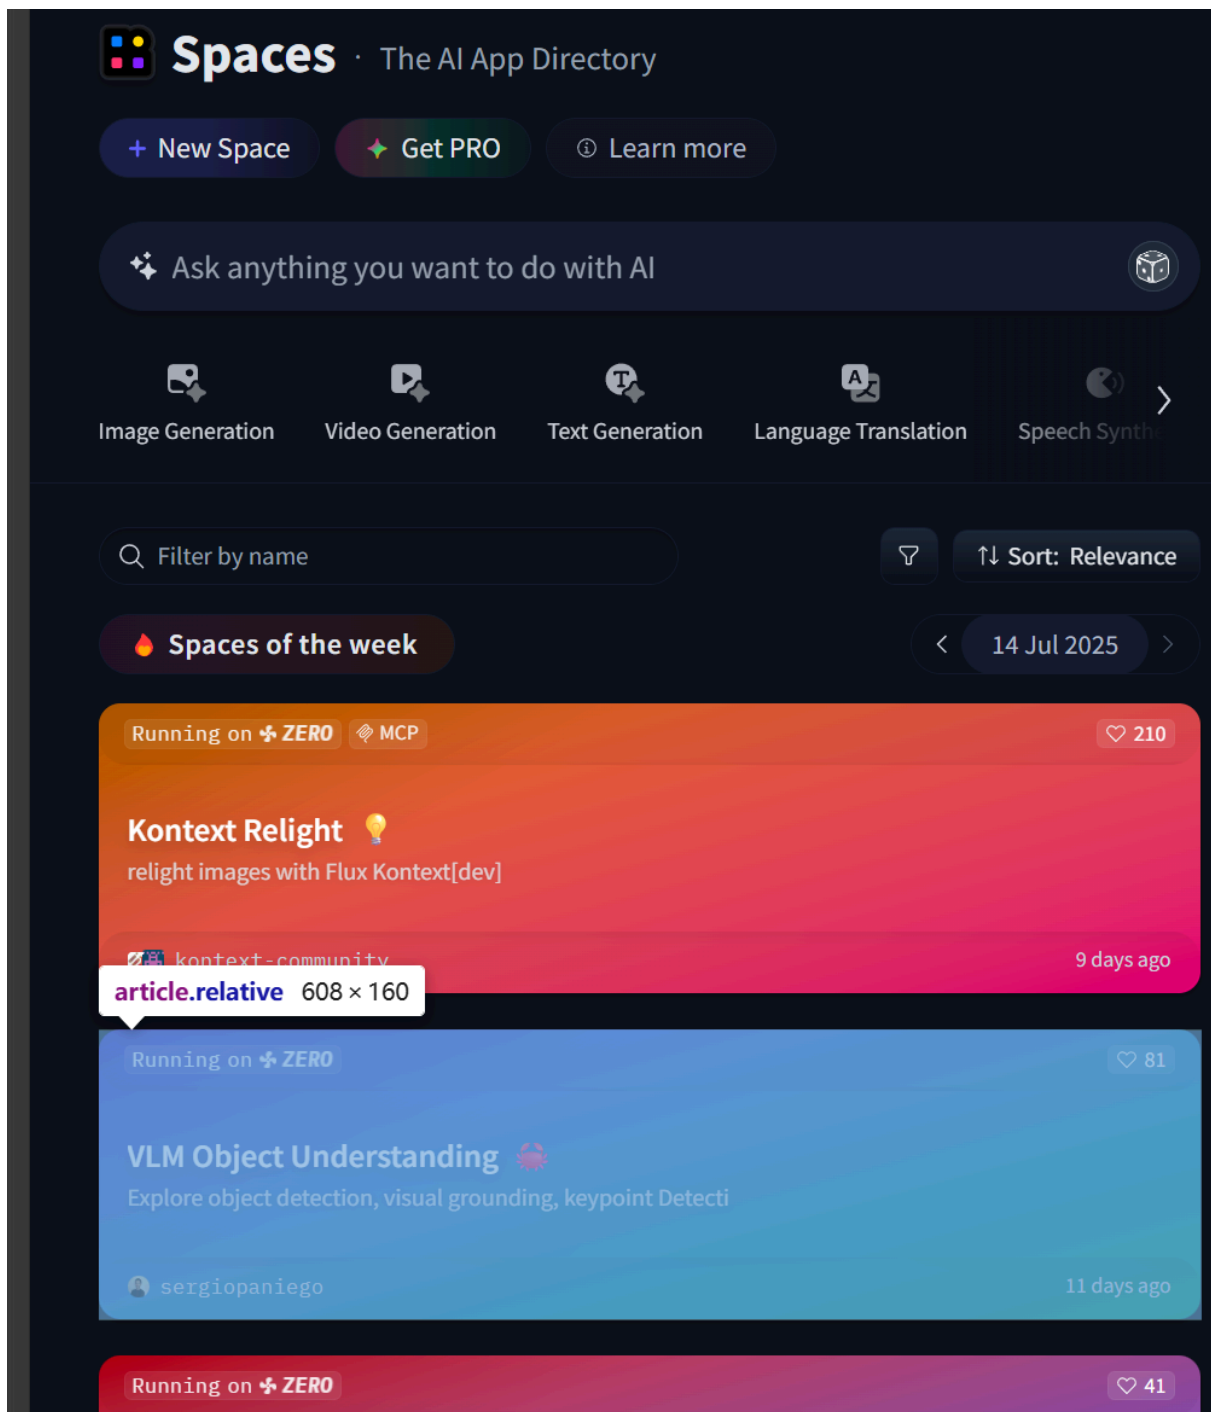 Spaces · The AI App Directory
+ New Space Get PRO Learn more
Ask anything you want to do with AI
Image Generation Video Generation Text Generation Language Translation Speech Synthe
Filter by name Sort: Relevance
Spaces of the week 14 Jul 2025
Running on ZERO MCP 210
Kontext Relight
relight images with Flux Kontext[dev]
kontext-community 9 days ago
article.relative 608 × 160
Running on ZERO 81
VLM Object Understanding
Explore object detection, visual grounding, keypoint Detecti
sergiopaniego 11 days ago
Running on ZERO 41